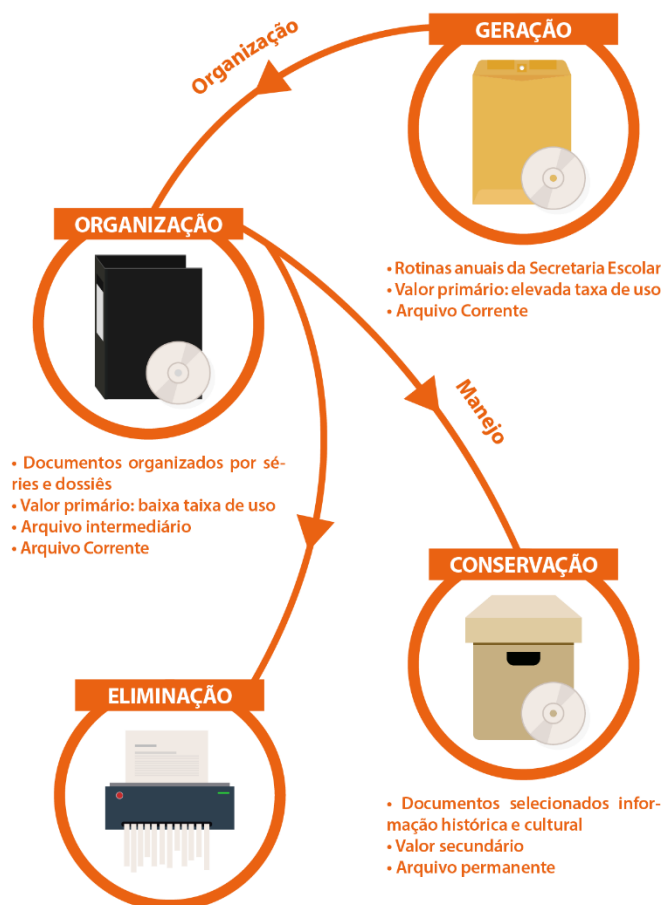 GERAÇÃO
• Rotinas anuais da Secretaria Escolar
• Valor primário: elevada taxa de uso
• Arquivo Corrente
Organização
ORGANIZAÇÃO
• Documentos organizados por sé-
ries e dossiês
• Valor primário: baixa taixa de uso
• Arquivo intermediário
• Arquivo Corrente
Manejo
CONSERVAÇÃO
• Documentos selecionados infor-
mação histórica e cultural
• Valor secundário
• Arquivo permanente
ELIMINAÇÃO